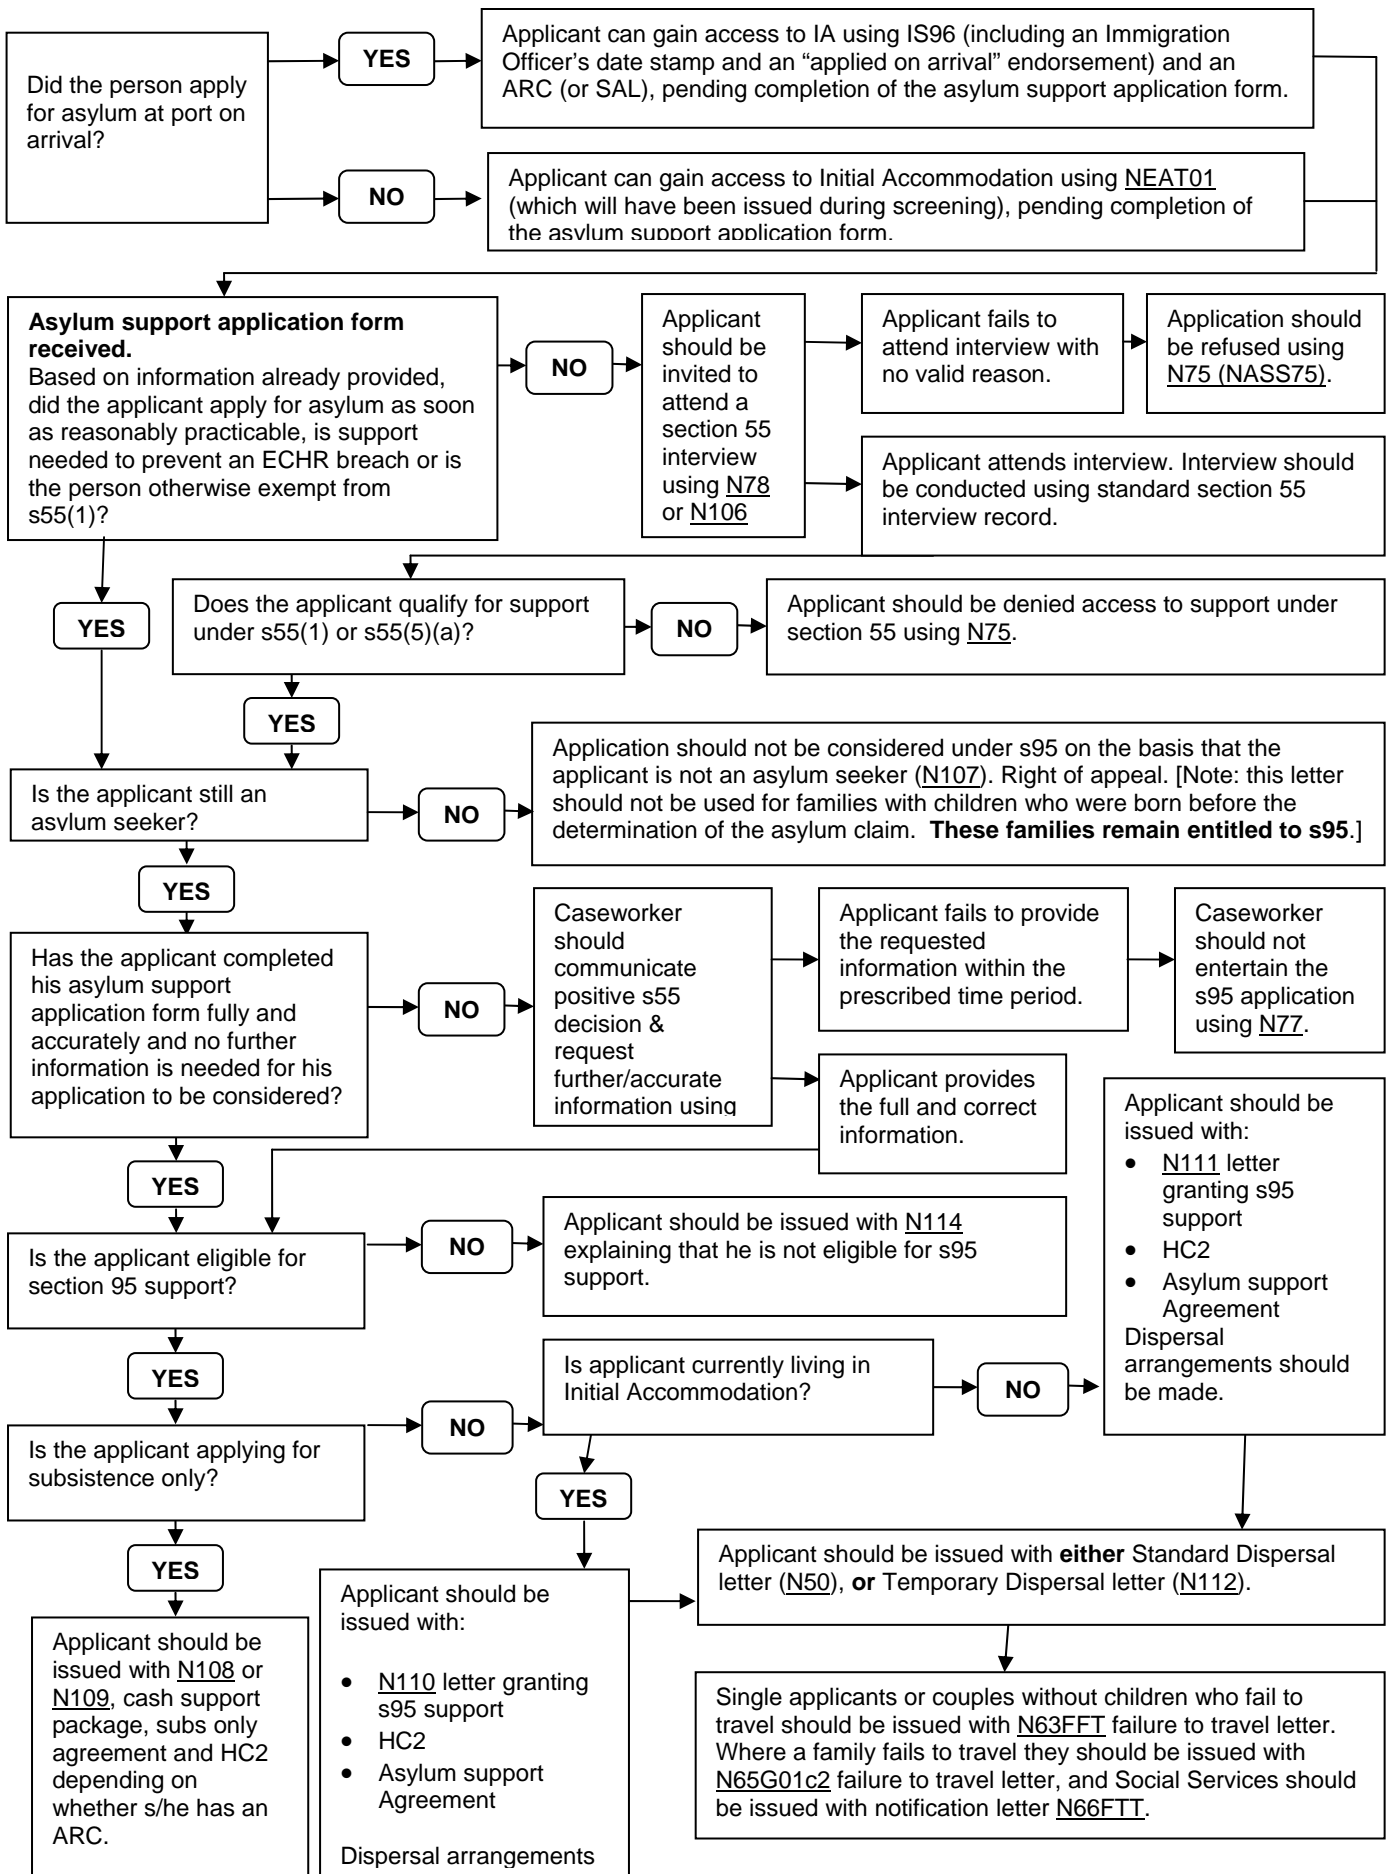 Did the person apply
for asylum at port on
arrival?
YES
Applicant can gain access to IA using IS96 (including an Immigration
Officer's date stamp and an “applied on arrival” endorsement) and an
ARC (or SAL), pending completion of the asylum support application form.
NO
Applicant can gain access to Initial Accommodation using NEAT01
(which will have been issued during screening), pending completion of
the asylum support application form.
Asylum support application form
received.
Based on information already provided,
did the applicant apply for asylum as soon
as reasonably practicable, is support
needed to prevent an ECHR breach or is
the person otherwise exempt from
s55(1)?
NO
Applicant
should be
invited to
attend a
section 55
interview
using N78
or N106
Applicant fails to
attend interview with
no valid reason.
Application should
be refused using
N75 (NASS75).
Applicant attends interview. Interview should
be conducted using standard section 55
interview record.
YES
Does the applicant qualify for support
under s55(1) or s55(5)(a)?
NO
Applicant should be denied access to support under
section 55 using N75.
YES
Is the applicant still an
asylum seeker?
NO
Application should not be considered under s95 on the basis that the
applicant is not an asylum seeker (N107). Right of appeal. [Note: this letter
should not be used for families with children who were born before the
determination of the asylum claim. These families remain entitled to s95.]
YES
Has the applicant completed
his asylum support
application form fully and
accurately and no further
information is needed for his
application to be considered?
NO
Caseworker
should
communicate
positive s55
decision &
request
further/accurate
information using
Applicant fails to provide
the requested
information within the
prescribed time period.
Caseworker
should not
entertain the
s95 application
using N77.
Applicant provides
the full and correct
information.
YES
Is the applicant eligible for
section 95 support?
NO
Applicant should be issued with N114
explaining that he is not eligible for s95
support.
Applicant should be
issued with:
• N111 letter
granting s95
support
• HC2
• Asylum support
Agreement
Dispersal
arrangements should
be made.
YES
Is the applicant applying for
subsistence only?
NO
Is applicant currently living in
Initial Accommodation?
NO
YES
YES
Applicant should be
issued with N108 or
N109, cash support
package, subs only
agreement and HC2
depending on
whether s/he has an
ARC.
Applicant should be
issued with:
• N110 letter granting
s95 support
• HC2
• Asylum support
Agreement
Dispersal arrangements
Applicant should be issued with either Standard Dispersal
letter (N50), or Temporary Dispersal letter (N112).
Single applicants or couples without children who fail to
travel should be issued with N63FFT failure to travel letter.
Where a family fails to travel they should be issued with
N65G01c2 failure to travel letter, and Social Services should
be issued with notification letter N66FTT.